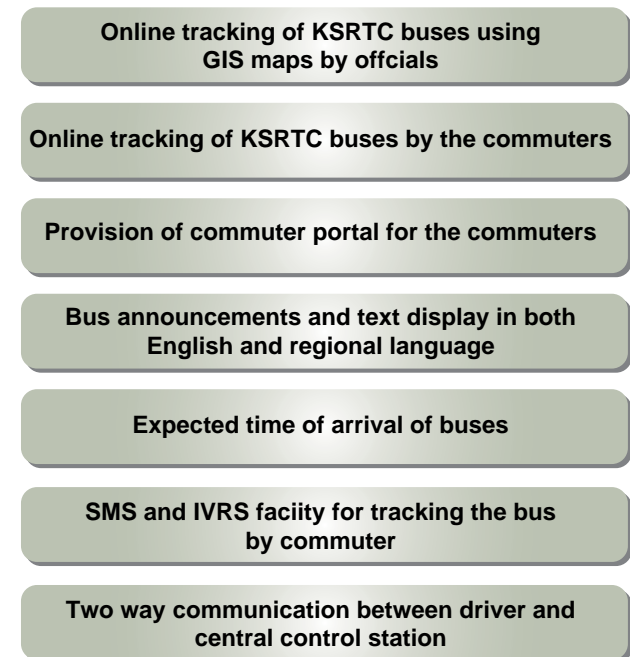 Online tracking of KSRTC buses using
GIS maps by offcials
Online tracking of KSRTC buses by the commuters
Provision of commuter portal for the commuters
Bus announcements and text display in both
English and regional language
Expected time of arrival of buses
SMS and IVRS faciity for tracking the bus
by commuter
Two way communication between driver and
central control station